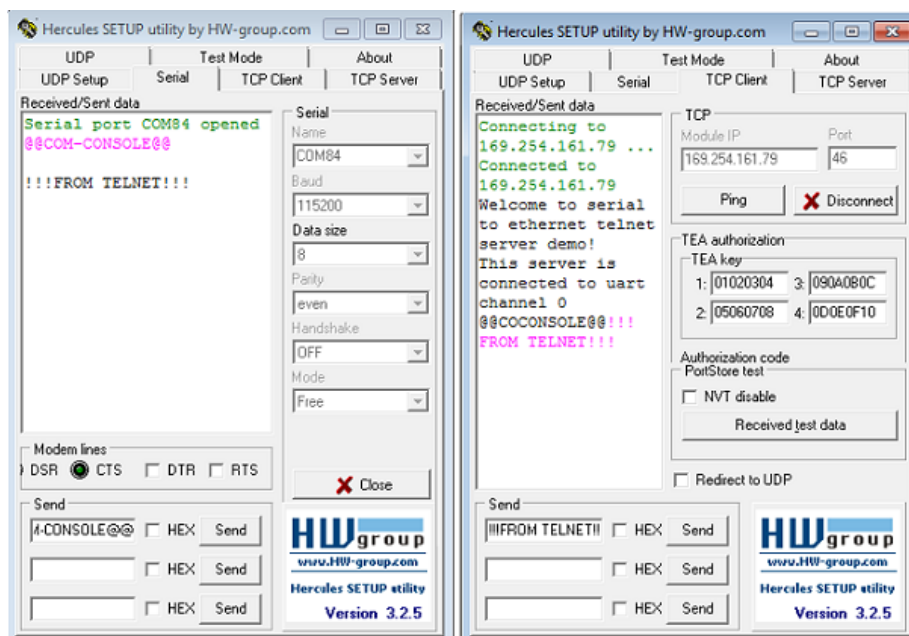 Hercules SETUP utility by HW-group.com
UDP
Test Mode
About
UDP Setup
Serial
TCP Client
TCP Server
Received/Sent data
Serial port COM84 opened
@@COM-CONSOLE@@
!!!FROM TELNET!!!
Serial
Name
COM84
Baud
115200
Data size
8
Parity
even
Handshake
OFF
Mode
Free
Modem lines
DSR
CTS
DTR
RTS
Close
Send
-CONSOLE@@
HEX
Send
HEX
Send
HEX
Send
HW group
www.HW-group.com
Hercules SETUP utility
Version 3.2.5
Hercules SETUP utility by HW-group.com
UDP
Test Mode
About
UDP Setup
Serial
TCP Client
TCP Server
Received/Sent data
Connecting to
169.254.161.79 ...
Connected to
169.254.161.79
Welcome to serial
to ethernet telnet
server demo!
This server is
connected to uart
channel 0
@@COCONSOLE@@!!!
FROM TELNET!!!
TCP
Module IP
Port
169.254.161.79
46
Ping
Disconnect
TEA authorization
TEA key
1: 01020304
3: 090A0B0C
2: 05060708
4: 0D0E0F10
Authorization code
PortStore test
NVT disable
Received test data
Redirect to UDP
Send
!!!FROM TELNET!!
HEX
Send
HEX
Send
HEX
Send
HW group
www.HW-group.com
Hercules SETUP utility
Version 3.2.5